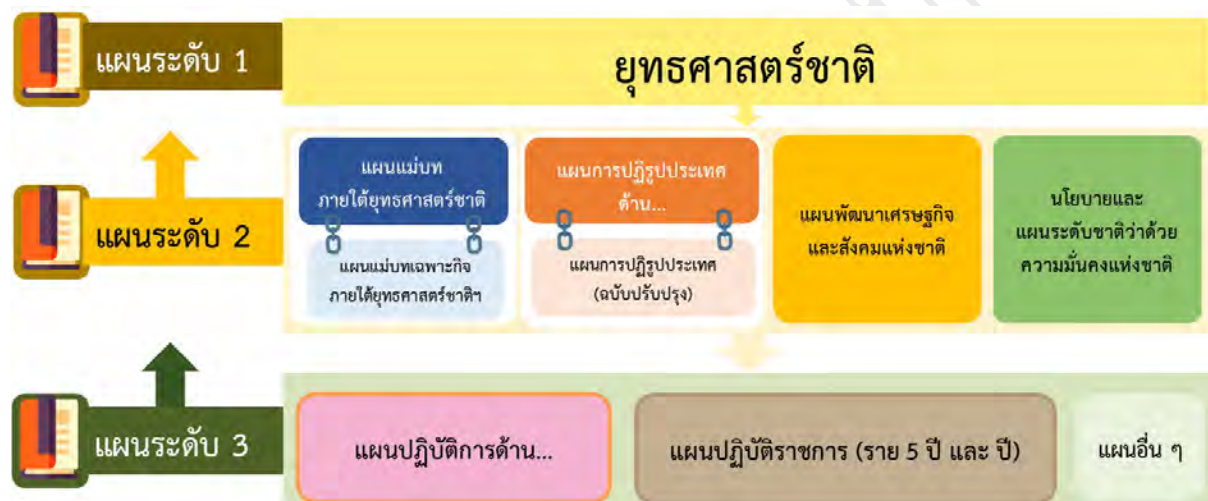 แผนระดับ 1
ยุทธศาสตร์ชาติ
แผนระดับ 2
แผนแม่บท
ภายใต้ยุทธศาสตร์ชาติ
แผนแม่บทเฉพาะกิจ
ภายใต้ยุทธศาสตร์ชาติฯ
แผนการปฏิรูปประเทศ
ด้าน...
แผนการปฏิรูปประเทศ
(ฉบับปรับปรุง)
แผนพัฒนาเศรษฐกิจ
และสังคมแห่งชาติ
นโยบายและ
แผนระดับชาติว่าด้วย
ความมั่นคงแห่งชาติ
แผนระดับ 3
แผนปฏิบัติการด้าน...
แผนปฏิบัติราชการ (ราย 5 ปี และ ปี)
แผนอื่น ๆ